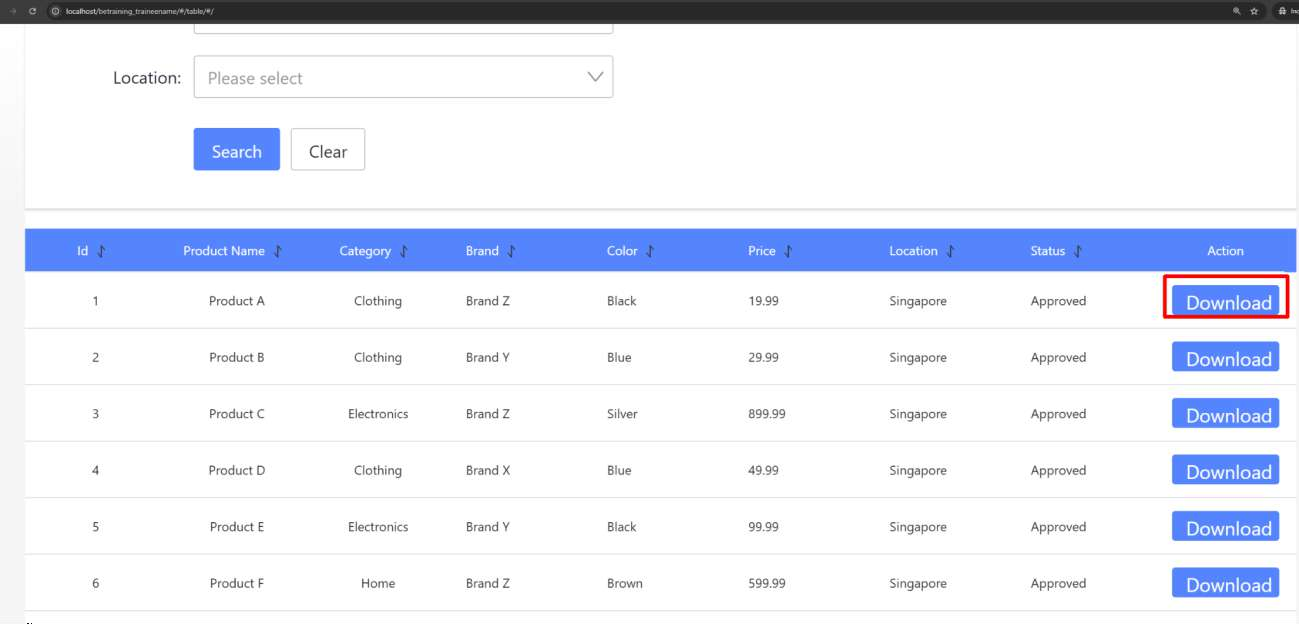 localhost/betraining_traineename/#/table/#/
Location: Please select
Search Clear
Id Product Name Category Brand Color Price Location Status Action
1 Product A Clothing Brand Z Black 19.99 Singapore Approved Download
2 Product B Clothing Brand Y Blue 29.99 Singapore Approved Download
3 Product C Electronics Brand Z Silver 899.99 Singapore Approved Download
4 Product D Clothing Brand X Blue 49.99 Singapore Approved Download
5 Product E Electronics Brand Y Black 99.99 Singapore Approved Download
6 Product F Home Brand Z Brown 599.99 Singapore Approved Download